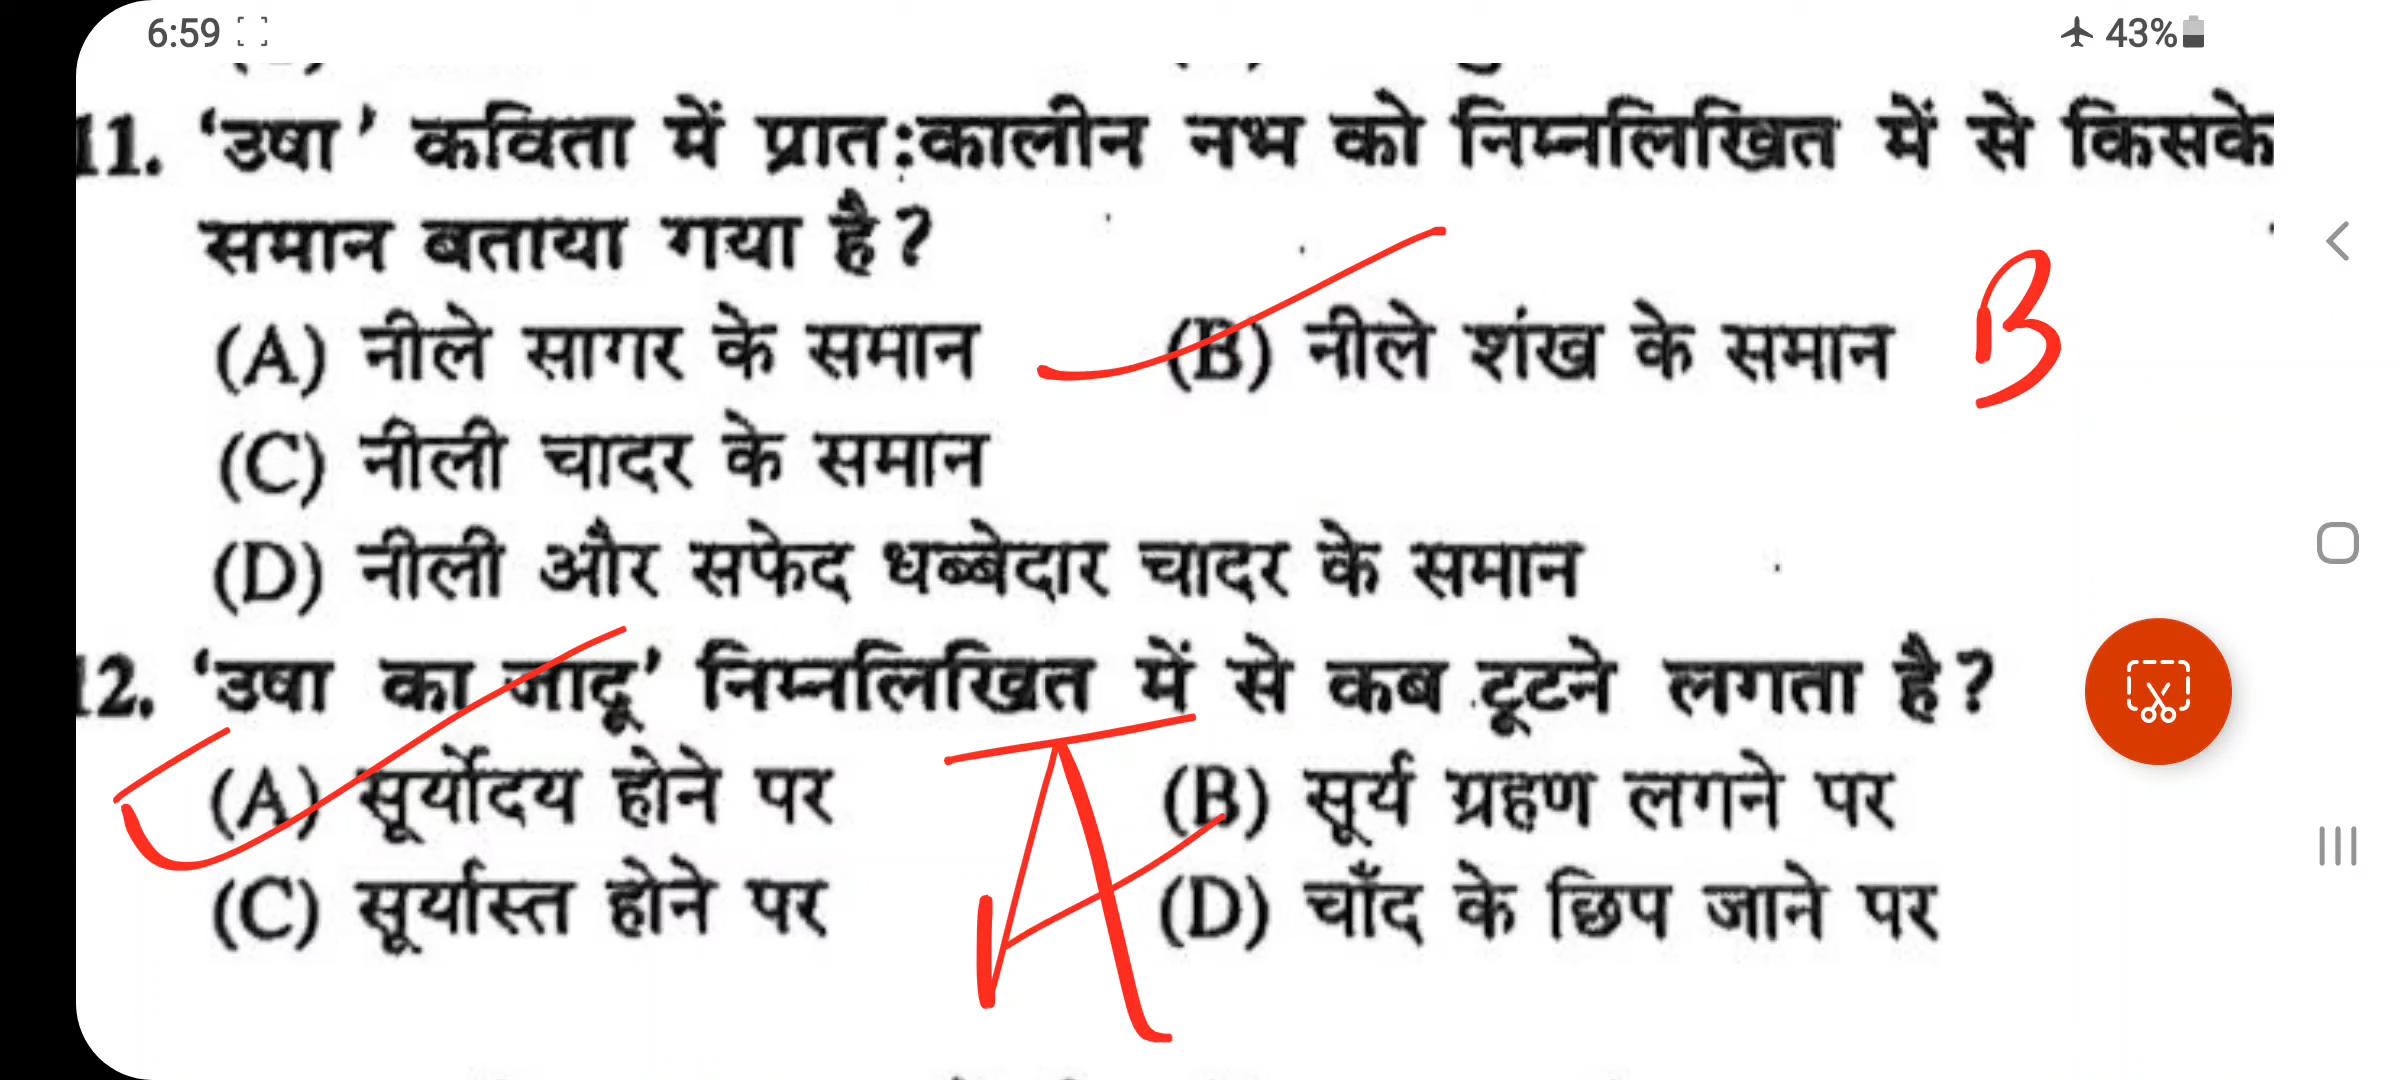 6:59
43%
11. ‘उषा’ कविता में प्रात:कालीन नभ को निम्नलिखित में से किसके
समान बताया गया है?
(A) नीले सागर के समान (B) नीले शंख के समान B
(C) नीली चादर के समान
(D) नीली और सफेद धब्बेदार चादर के समान
12. ‘उषा का जादू’ निम्नलिखित में से कब टूटने लगता है?
(A) सूर्योदय होने पर (B) सूर्य ग्रहण लगने पर
A
(C) सूर्यास्त होने पर (D) चाँद के छिप जाने पर